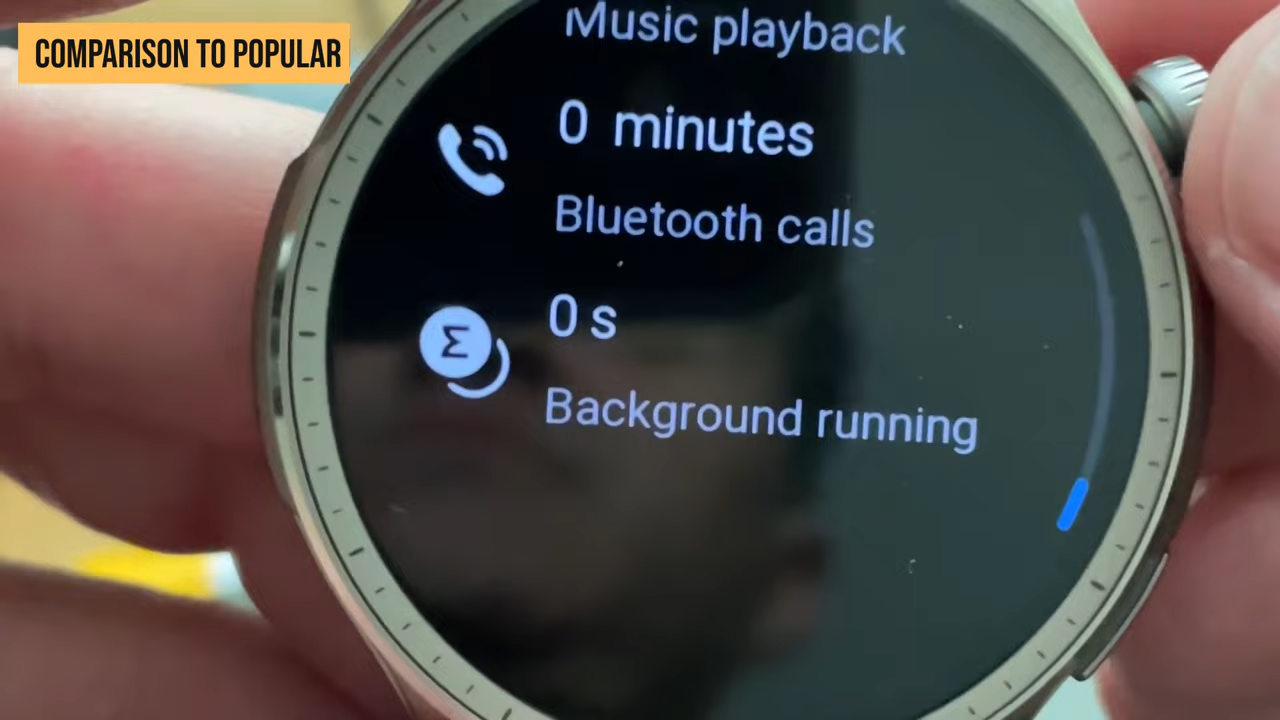 COMPARISON TO POPULAR
Music playback
0 minutes
Bluetooth calls
0 s
Background running